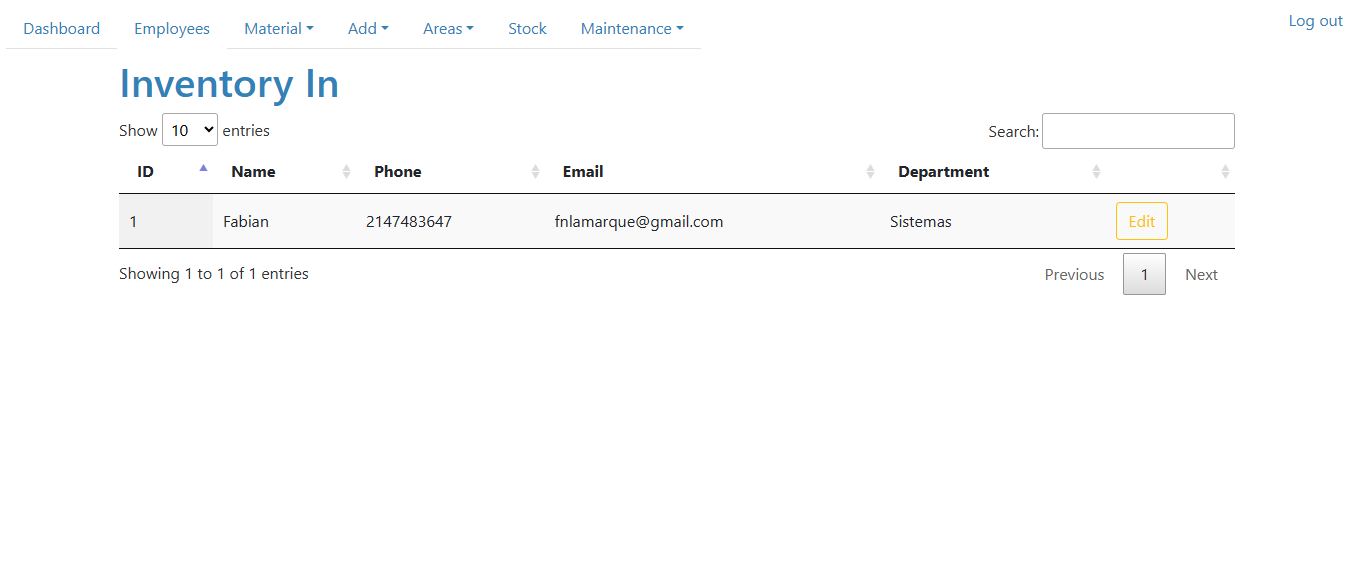 Dashboard Employees Material Add Areas Stock Maintenance Log out
Inventory In
Show 10 entries Search:
ID Name Phone Email Department
1 Fabian 2147483647 fnlamarque@gmail.com Sistemas Edit
Showing 1 to 1 of 1 entries Previous 1 Next